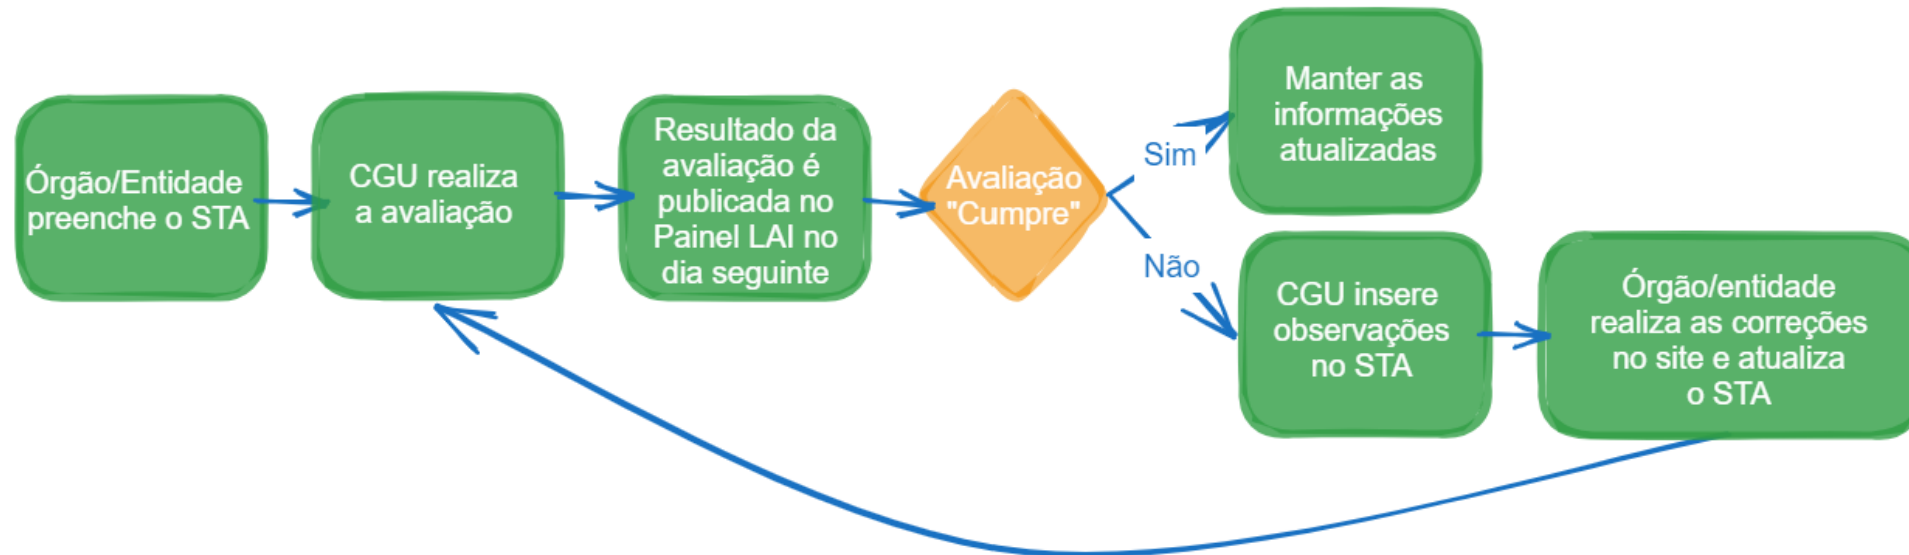 Órgão/Entidade
preenche o STA
CGU realiza
a avaliação
Resultado da
avaliação é
publicada no
Painel LAI no
dia seguinte
Avaliação
"Cumpre"
Sim
Manter as
informações
atualizadas
Não
CGU insere
observações
no STA
Órgão/entidade
realiza as correções
no site e atualiza
o STA